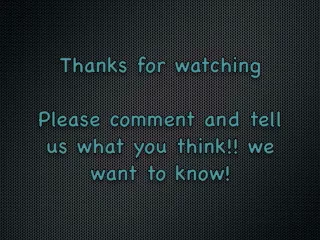 Thanks for watching
Please comment and tell
us what you think!! we
want to know!